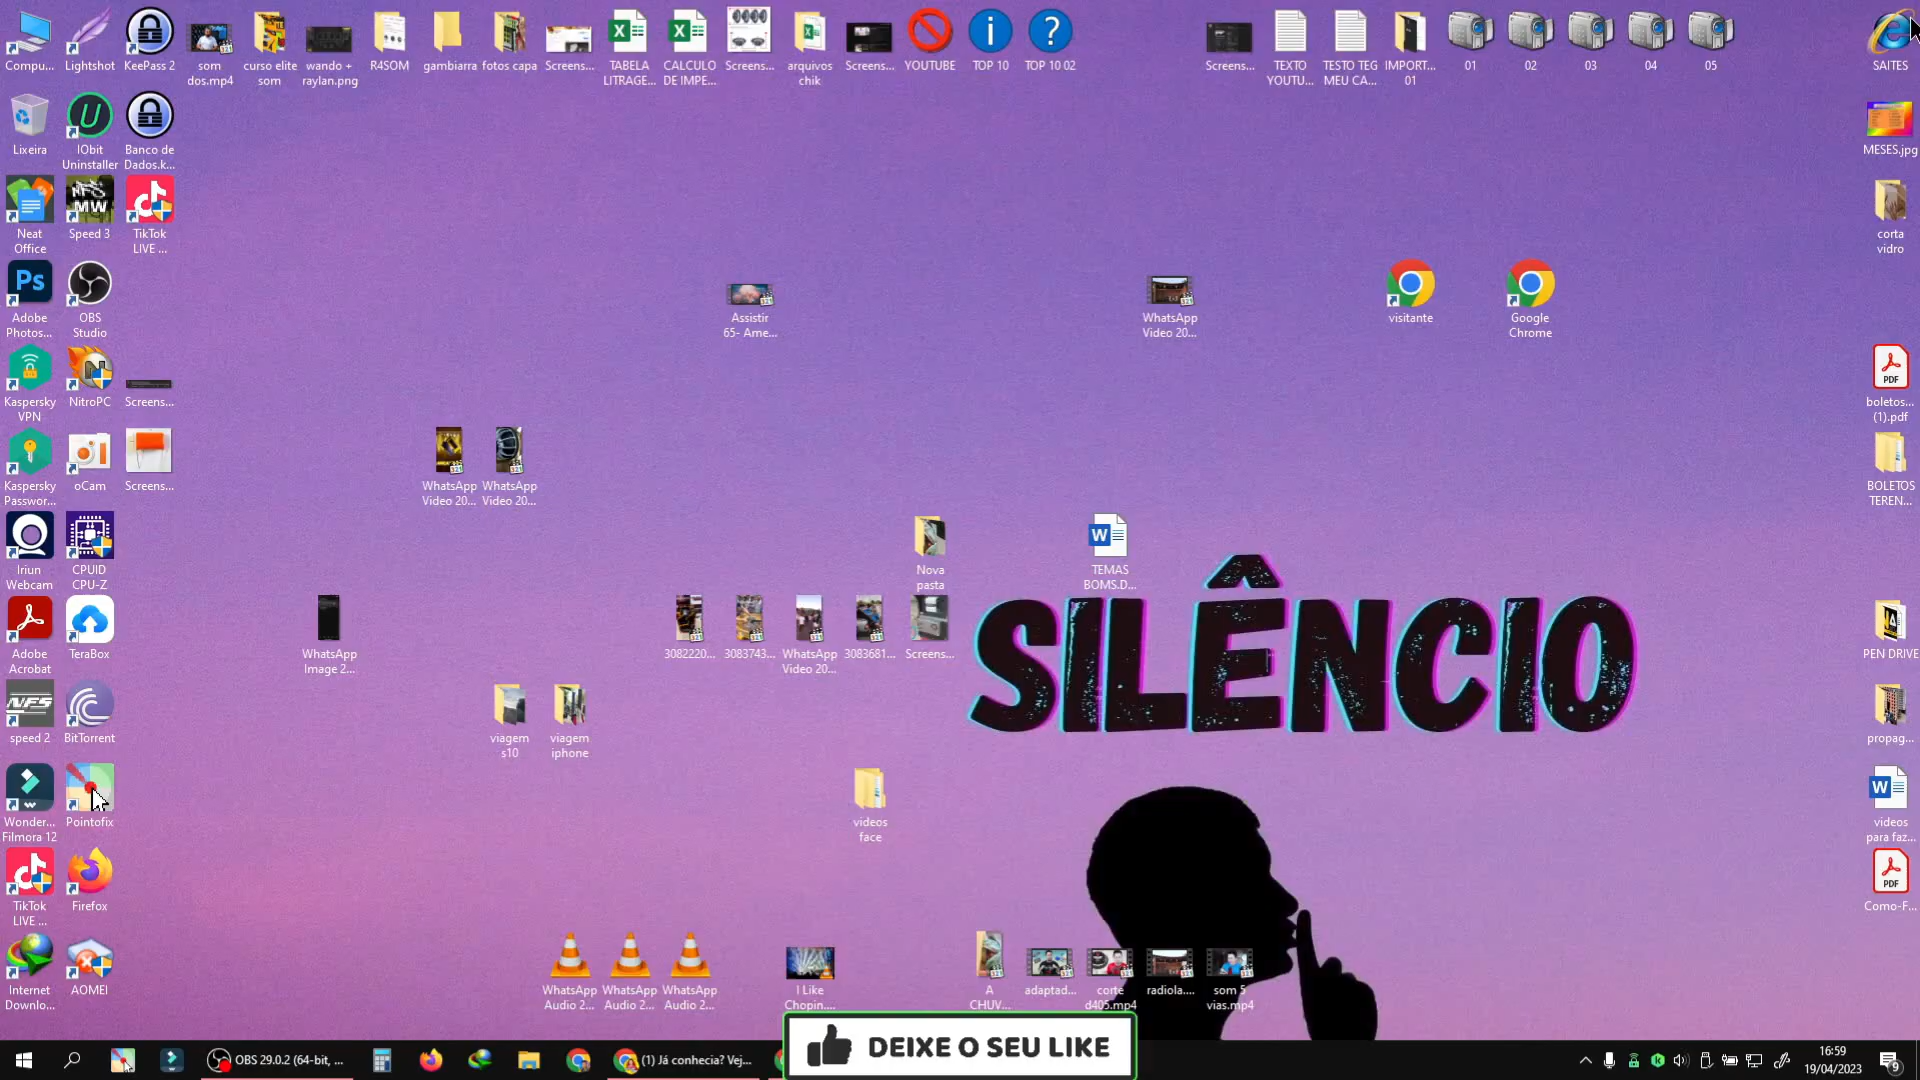 Compu...
Lightshot
KeePass 2
som
dos.mp4
curso elite
som
wando +
raylan.png
R4SOM
gambiarra
fotos capa
Screens...
TABELA
LITRAGE...
CALCULO
DE IMPE...
Screens...
arquivos
chik
Screens...
YOUTUBE
TOP 10
TOP 10 02
Screens...
TEXTO
YOUTU...
TESTO TEG
MEU CA...
IMPORT...
01
01
02
03
04
05
SAITES
Lixeira
IObit
Uninstaller
Banco de
Dados.k...
MESES.jpg
Neat
Office
Speed 3
TikTok
LIVE ...
corta
vidro
Adobe
Photos...
OBS
Studio
Assistir
65- Ame...
WhatsApp
Video 20...
visitante
Google
Chrome
Kaspersky
VPN
NitroPC
Screens...
boletos...
(1).pdf
Kaspersky
Passwor...
oCam
Screens...
WhatsApp
Video 20...
WhatsApp
Video 20...
BOLETOS
TEREN...
Iriun
Webcam
CPUID
CPU-Z
Nova
pasta
TEMAS
BOMS.D...
SILÊNCIO
Adobe
Acrobat
TeraBox
WhatsApp
Image 2...
3082220...
3083743...
WhatsApp
Video 20...
3083681...
Screens...
PEN DRIVE
speed 2
BitTorrent
viagem
s10
viagem
iphone
propag...
Wonder...
Filmora 12
Pointofix
videos
face
videos
para faz...
TikTok
LIVE ...
Firefox
Como-F...
Internet
Downlo...
AOMEI
WhatsApp
Audio 2...
WhatsApp
Audio 2...
WhatsApp
Audio 2...
I Like
Chopin....
A
CHUV...
adaptad...
corte
d405.mp4
radiola....
som 5
vias.mp4
DEIXE O SEU LIKE
OBS 29.0.2 (64-bit, ...
(1) Já conhecia? Vej...
16:59
19/04/2023
9